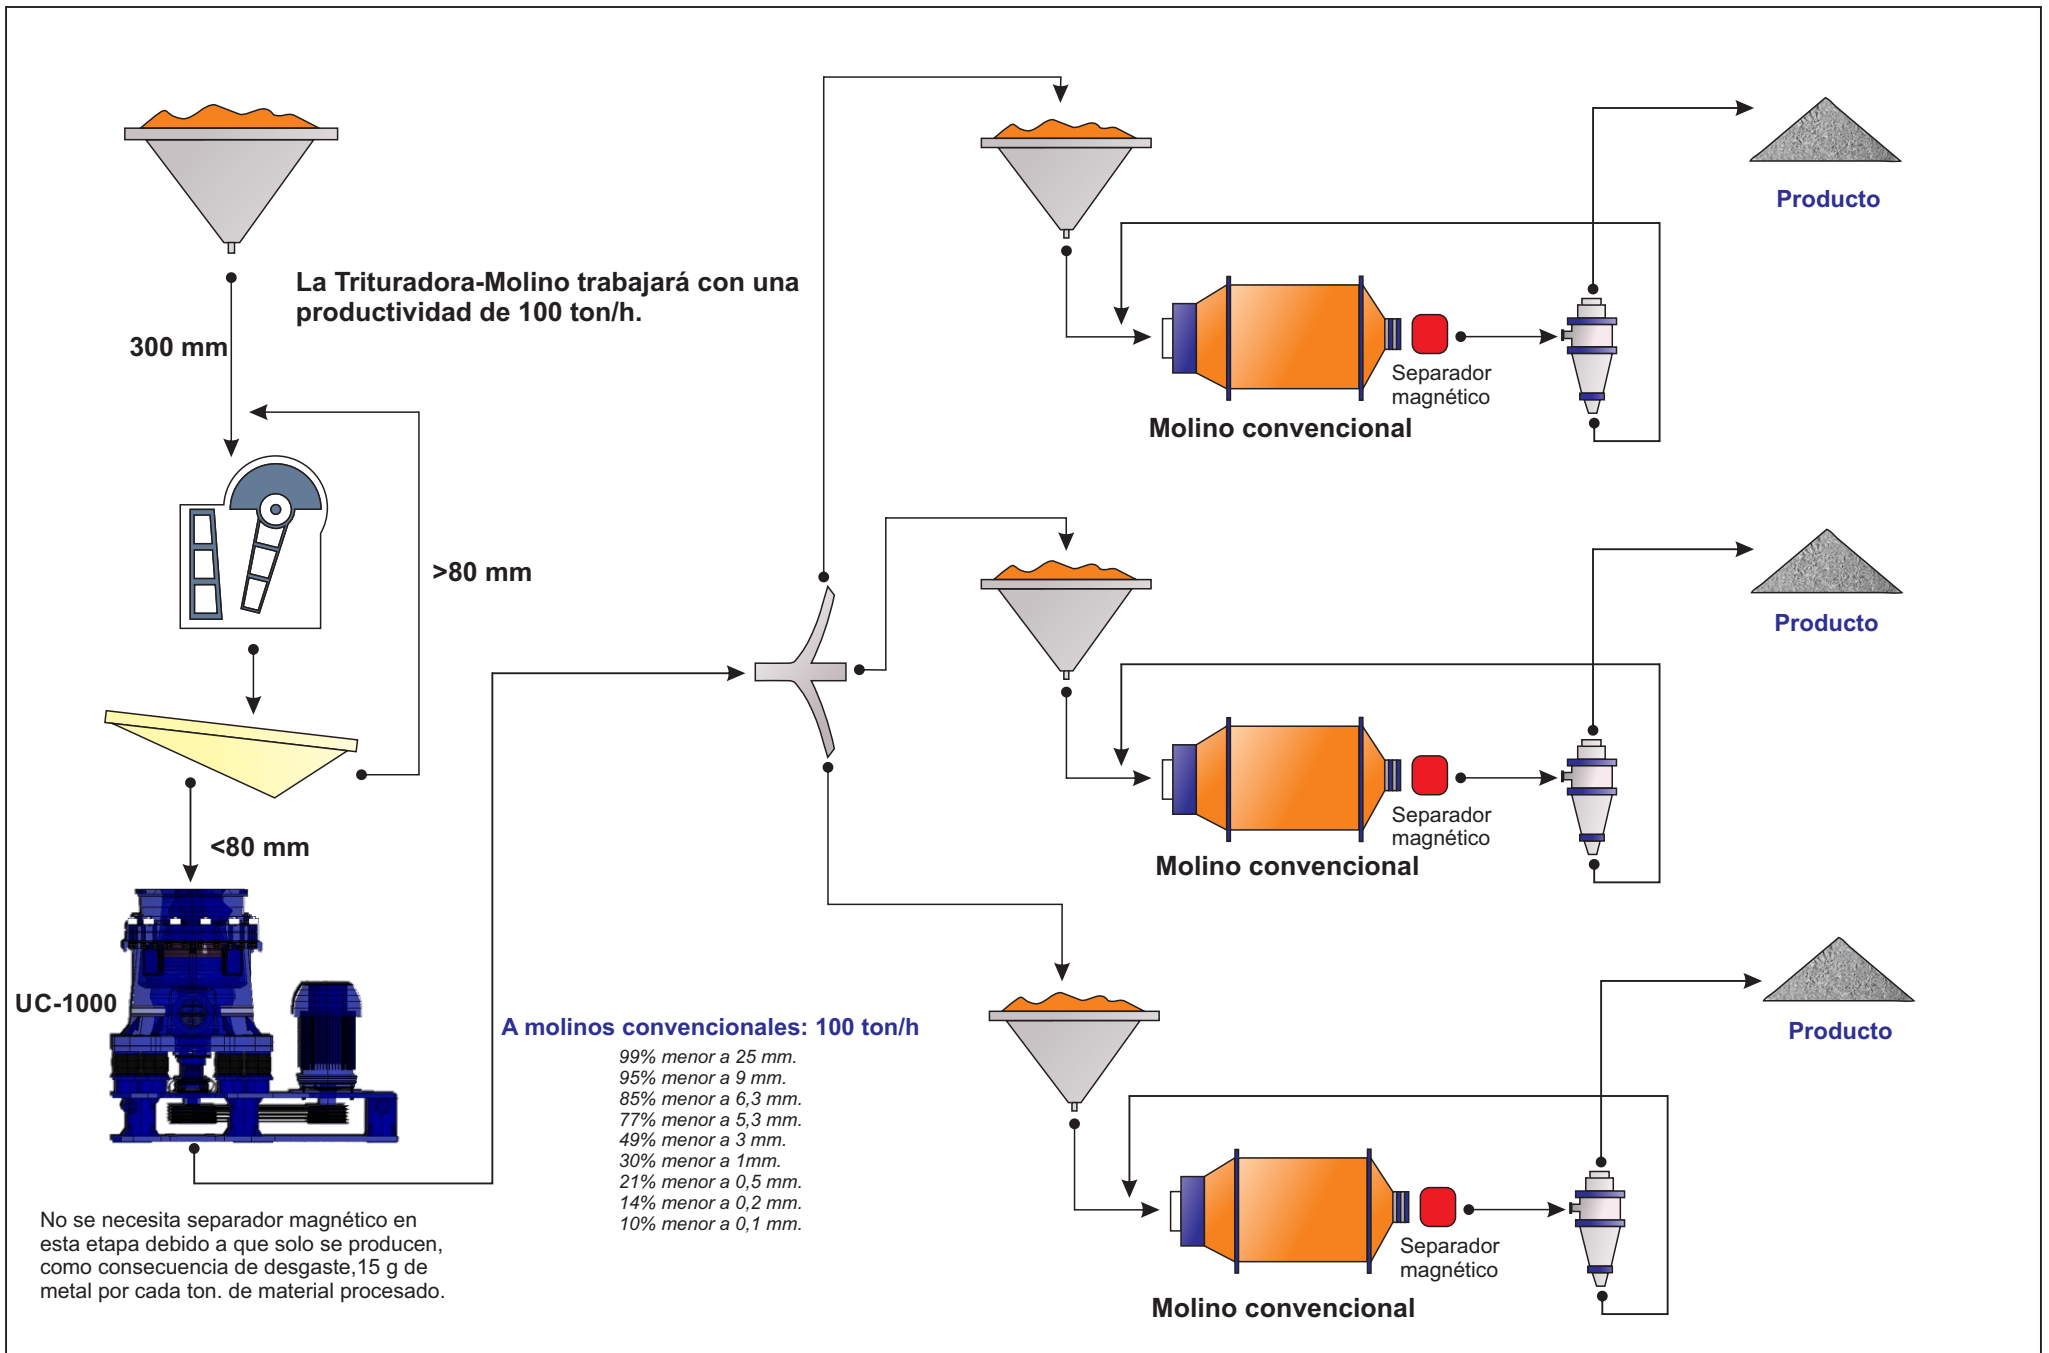 La Trituradora-Molino trabajará con una
productividad de 100 ton/h.
300 mm
>80 mm
<80 mm
UC-1000
No se necesita separador magnético en
esta etapa debido a que solo se producen,
como consecuencia de desgaste,15 g de
metal por cada ton. de material procesado.
A molinos convencionales: 100 ton/h
99% menor a 25 mm.
95% menor a 9 mm.
85% menor a 6,3 mm.
77% menor a 5,3 mm.
49% menor a 3 mm.
30% menor a 1mm.
21% menor a 0,5 mm.
14% menor a 0,2 mm.
10% menor a 0,1 mm.
Producto
Separador
magnético
Molino convencional
Producto
Separador
magnético
Molino convencional
Producto
Separador
magnético
Molino convencional